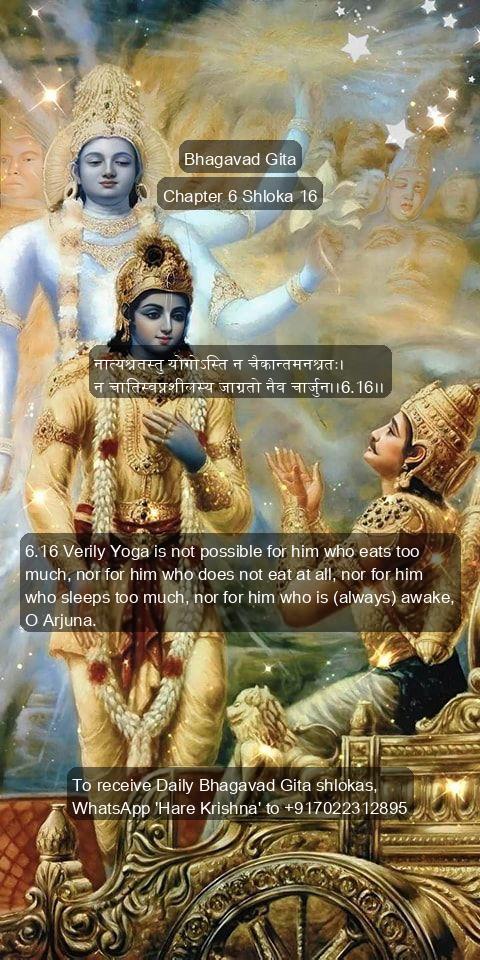 Bhagavad Gita
Chapter 6 Shloka 16
नात्यश्नतस्तु योगोऽस्ति न चैकान्तमनश्नतः।
न चातिस्वप्नशीलस्य जाग्रतो नैव चार्जुन।।6.16।।
6.16 Verily Yoga is not possible for him who eats too
much, nor for him who does not eat at all, nor for him
who sleeps too much, nor for him who is (always) awake,
O Arjuna.
To receive Daily Bhagavad Gita shlokas,
WhatsApp 'Hare Krishna' to +917022312895